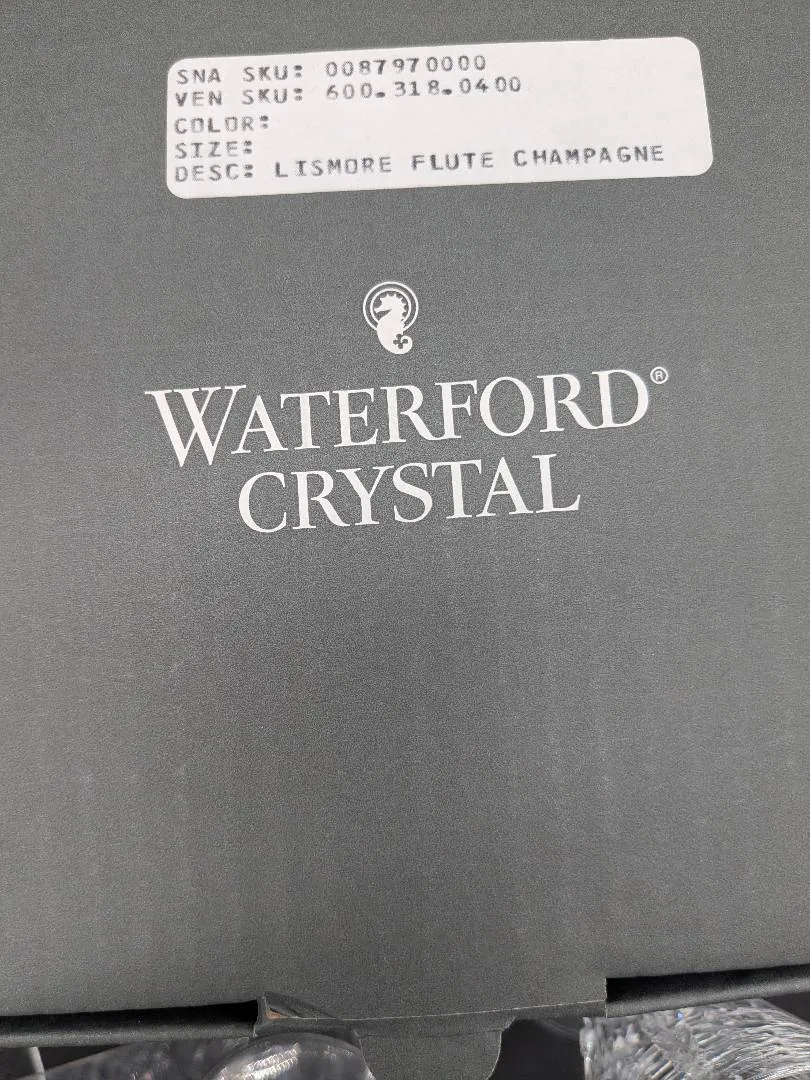 SNA SKU: 0087970000
VEN SKU: 600.318.0400
COLOR:
SIZE:
DESC: LISMORE FLUTE CHAMPAGNE
WATERFORD®
CRYSTAL